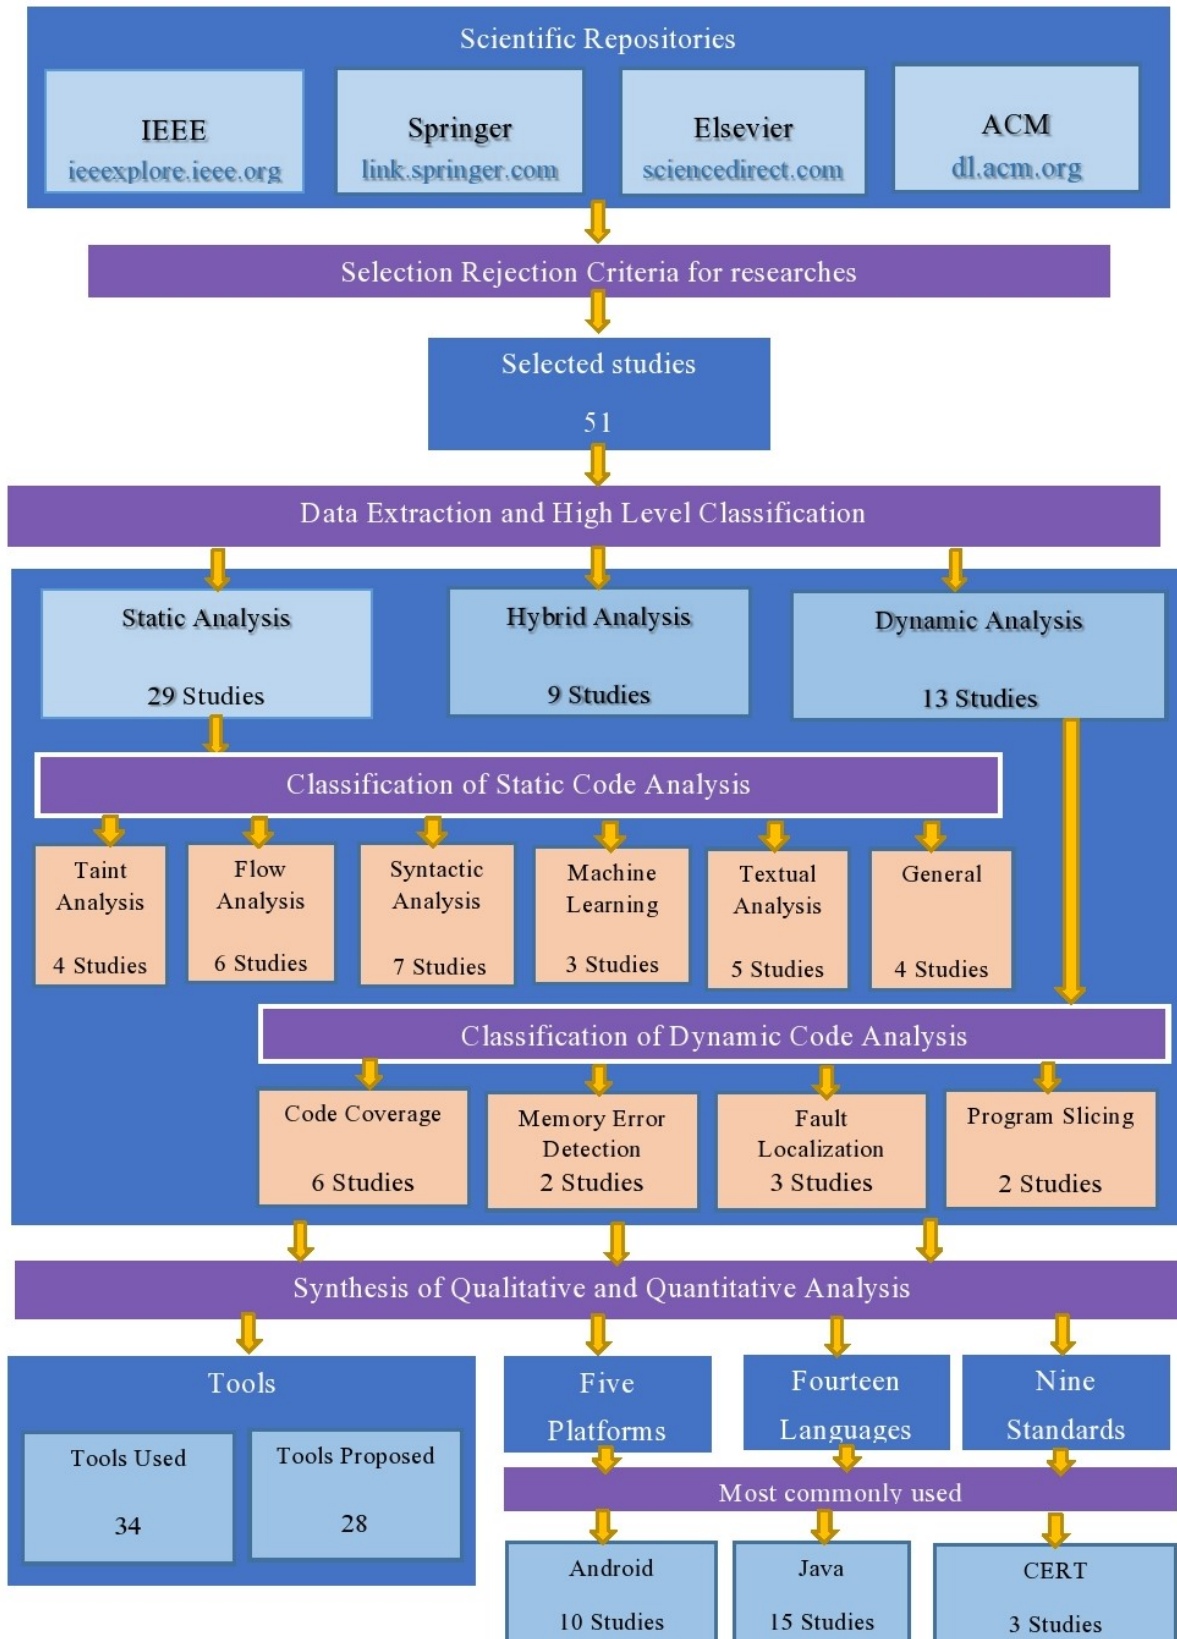 Scientific Repositories
IEEE
ieeexplore.ieee.org
Springer
link.springer.com
Elsevier
sciencedirect.com
ACM
dl.acm.org
Selection Rejection Criteria for researches
Selected studies
51
Data Extraction and High Level Classification
Static Analysis
29 Studies
Hybrid Analysis
9 Studies
Dynamic Analysis
13 Studies
Classification of Static Code Analysis
Taint
Analysis
4 Studies
Flow
Analysis
6 Studies
Syntactic
Analysis
7 Studies
Machine
Learning
3 Studies
Textual
Analysis
5 Studies
General
4 Studies
Classification of Dynamic Code Analysis
Code Coverage
6 Studies
Memory Error
Detection
2 Studies
Fault
Localization
3 Studies
Program Slicing
2 Studies
Synthesis of Qualitative and Quantitative Analysis
Tools
Tools Used
34
Tools Proposed
28
Five
Platforms
Fourteen
Languages
Nine
Standards
Most commonly used
Android
10 Studies
Java
15 Studies
CERT
3 Studies